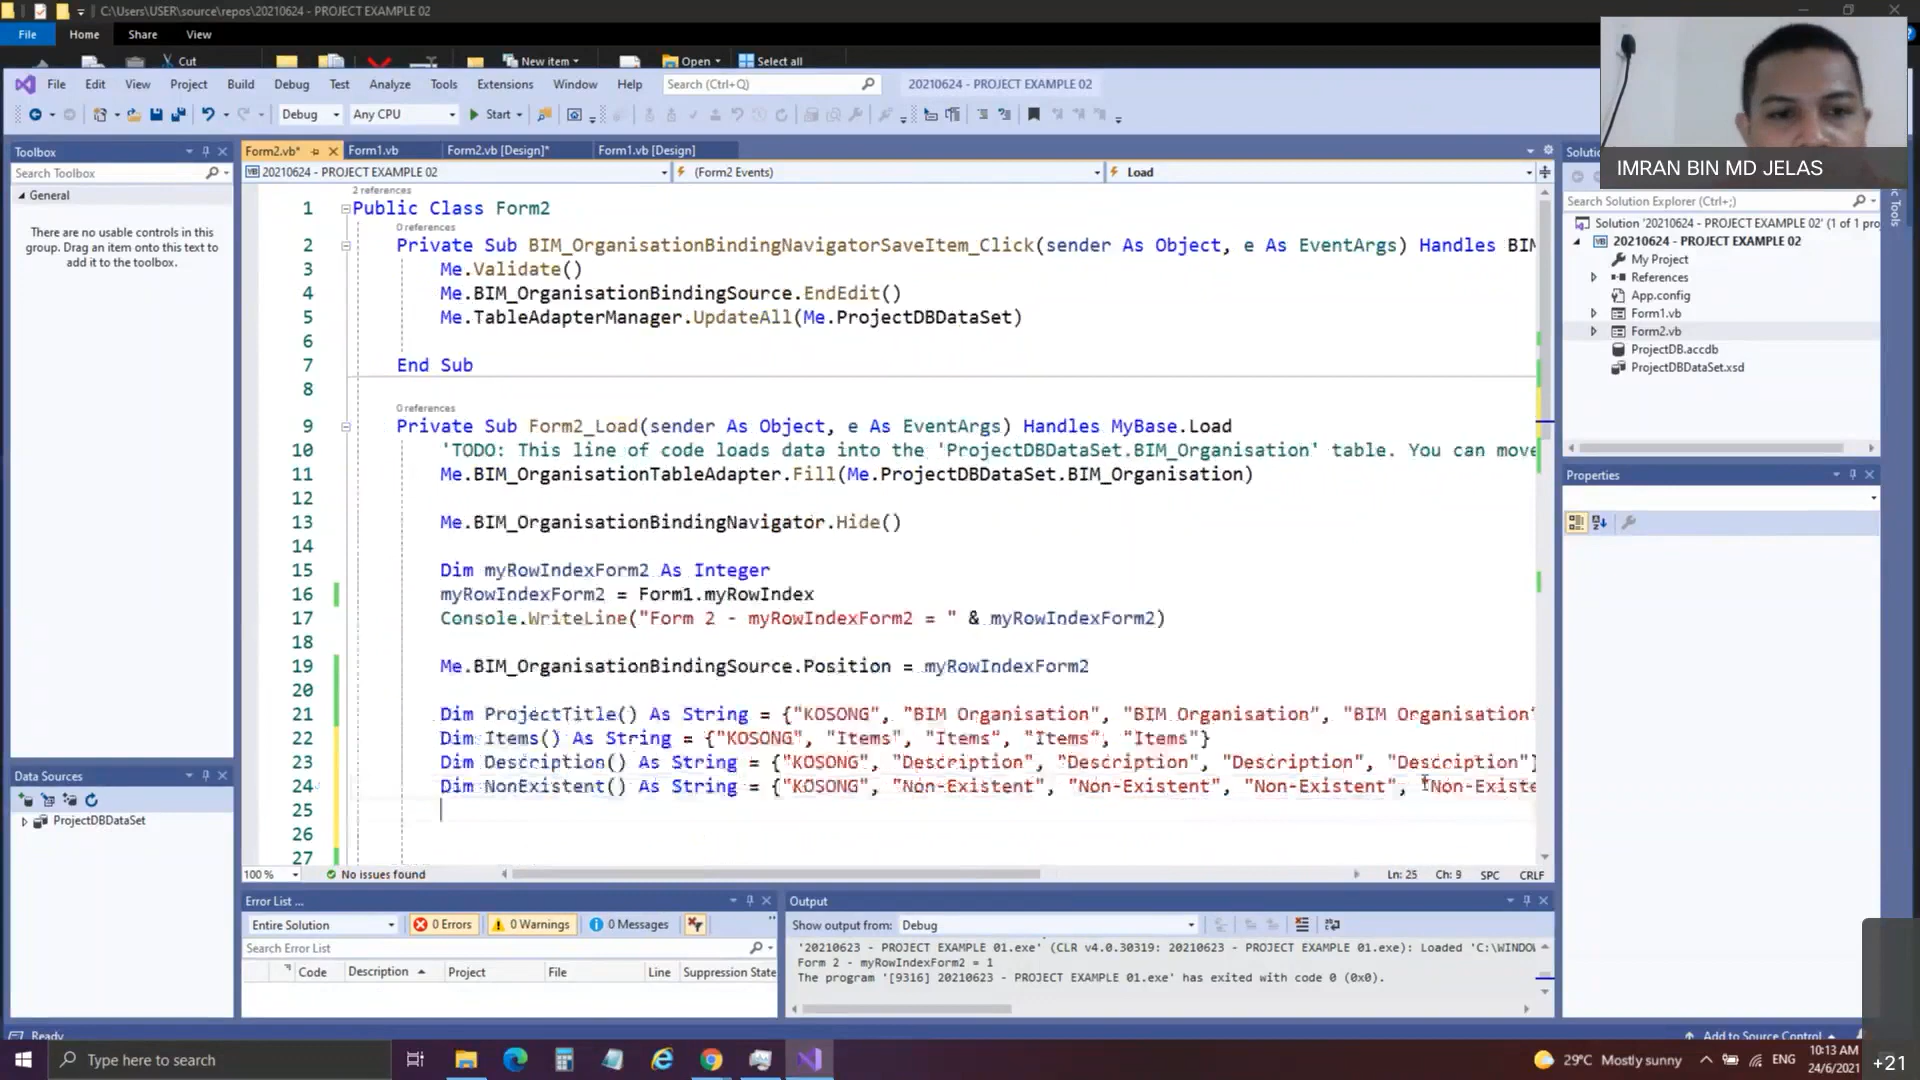 C:\Users\USER\source\repos\20210624 - PROJECT EXAMPLE 02
File Home Share View
Cut New item Open Select all
File Edit View Project Build Debug Test Analyze Tools Extensions Window Help Search (Ctrl+Q) 20210624 - PROJECT EXAMPLE 02
Debug Any CPU Start
IMRAN BIN MD JELAS
Toolbox
Search Toolbox
General
There are no usable controls in this
group. Drag an item onto this text to
add it to the toolbox.
Form2.vb* Form1.vb Form2.vb [Design]* Form1.vb [Design]
20210624 - PROJECT EXAMPLE 02 (Form2 Events) Load
2 references
1 Public Class Form2
0 references
2 Private Sub BIM_OrganisationBindingNavigatorSaveItem_Click(sender As Object, e As EventArgs) Handles BIM
3 Me.Validate()
4 Me.BIM_OrganisationBindingSource.EndEdit()
5 Me.TableAdapterManager.UpdateAll(Me.ProjectDBDataSet)
6
7 End Sub
8
0 references
9 Private Sub Form2_Load(sender As Object, e As EventArgs) Handles MyBase.Load
10 'TODO: This line of code loads data into the 'ProjectDBDataSet.BIM_Organisation' table. You can move
11 Me.BIM_OrganisationTableAdapter.Fill(Me.ProjectDBDataSet.BIM_Organisation)
12
13 Me.BIM_OrganisationBindingNavigator.Hide()
14
15 Dim myRowIndexForm2 As Integer
16 myRowIndexForm2 = Form1.myRowIndex
17 Console.WriteLine("Form 2 - myRowIndexForm2 = " & myRowIndexForm2)
18
19 Me.BIM_OrganisationBindingSource.Position = myRowIndexForm2
20
21 Dim ProjectTitle() As String = {"KOSONG", "BIM Organisation", "BIM Organisation", "BIM Organisation"
22 Dim Items() As String = {"KOSONG", "Items", "Items", "Items", "Items"}
23 Dim Description() As String = {"KOSONG", "Description", "Description", "Description", "Description"}
24 Dim NonExistent() As String = {"KOSONG", "Non-Existent", "Non-Existent", "Non-Existent", "Non-Existe
25
26
27
100 % No issues found Ln: 25 Ch: 9 SPC CRLF
Search Solution Explorer (Ctrl+;)
Solution '20210624 - PROJECT EXAMPLE 02' (1 of 1 pro
20210624 - PROJECT EXAMPLE 02
My Project
References
App.config
Form1.vb
Form2.vb
ProjectDB.accdb
ProjectDBDataSet.xsd
Properties
Data Sources
ProjectDBDataSet
Error List ...
Entire Solution 0 Errors 0 Warnings 0 Messages
Search Error List
Code Description Project File Line Suppression State
Output
Show output from: Debug
'20210623 - PROJECT EXAMPLE 01.exe' (CLR v4.0.30319: 20210623 - PROJECT EXAMPLE 01.exe): Loaded 'C:\WINDOW
Form 2 - myRowIndexForm2 = 1
The program '[9316] 20210623 - PROJECT EXAMPLE 01.exe' has exited with code 0 (0x0).
Ready Add to Source Control
Type here to search
29°C Mostly sunny ENG 10:13 AM
24/6/2021
+21